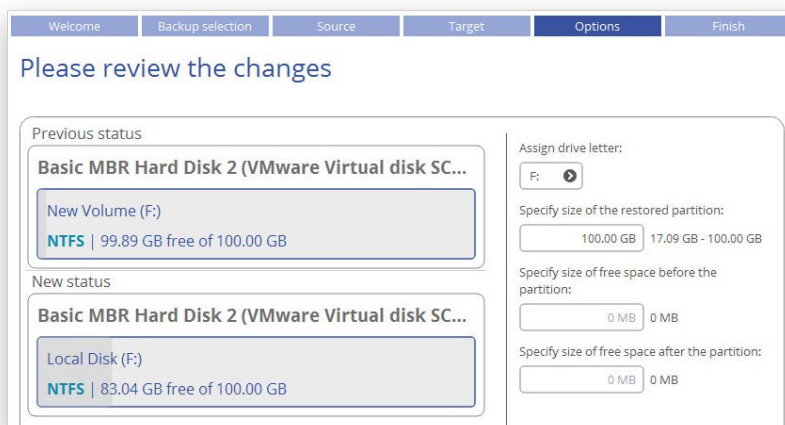 Welcome
Backup selection
Source
Target
Options
Finish
Please review the changes
Previous status
Basic MBR Hard Disk 2 (VMware Virtual disk SC...
New Volume (F:)
NTFS | 99.89 GB free of 100.00 GB
New status
Basic MBR Hard Disk 2 (VMware Virtual disk SC...
Local Disk (F:)
NTFS | 83.04 GB free of 100.00 GB
Assign drive letter:
F:
Specify size of the restored partition:
100.00 GB 17.09 GB - 100.00 GB
Specify size of free space before the
partition:
0 MB 0 MB
Specify size of free space after the partition:
0 MB 0 MB